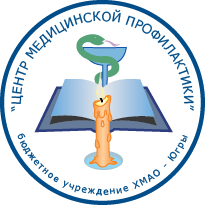 "ЦЕНТР МЕДИЦИНСКОЙ ПРОФИЛАКТИКИ"
бюджетное учреждение ХМАО - Югры